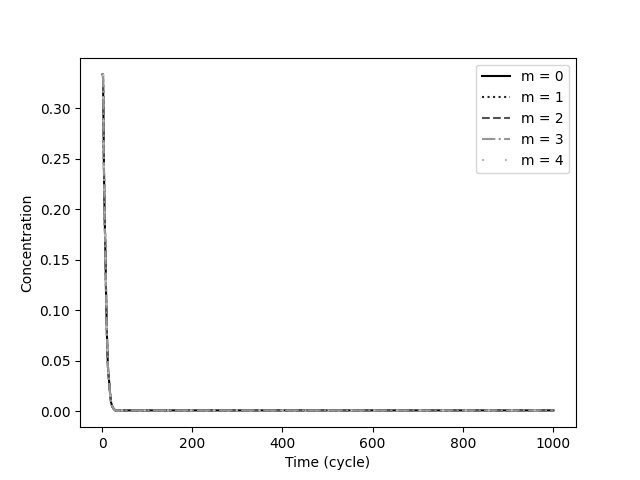 m = 0
m = 1
m = 2
m = 3
m = 4
0.30
0.25
0.20
0.15
0.10
0.05
0.00
Concentration
0 200 400 600 800 1000
Time (cycle)